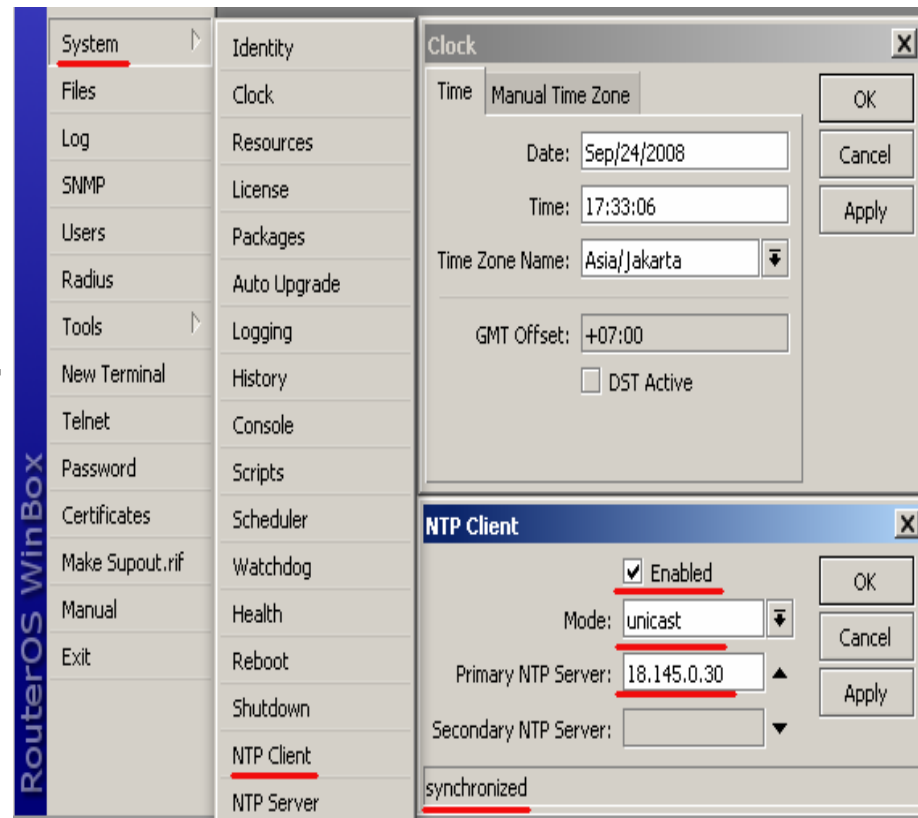 RouterOS WinBox
System
Files
Log
SNMP
Users
Radius
Tools
New Terminal
Telnet
Password
Certificates
Make Supout.rif
Manual
Exit
Identity
Clock
Resources
License
Packages
Auto Upgrade
Logging
History
Console
Scripts
Scheduler
Watchdog
Health
Reboot
Shutdown
NTP Client
NTP Server
Clock
Time Manual Time Zone
Date: Sep/24/2008
Time: 17:33:06
Time Zone Name: Asia/Jakarta
GMT Offset: +07:00
DST Active
OK
Cancel
Apply
NTP Client
Enabled
Mode: unicast
Primary NTP Server: 18.145.0.30
Secondary NTP Server:
OK
Cancel
Apply
synchronized